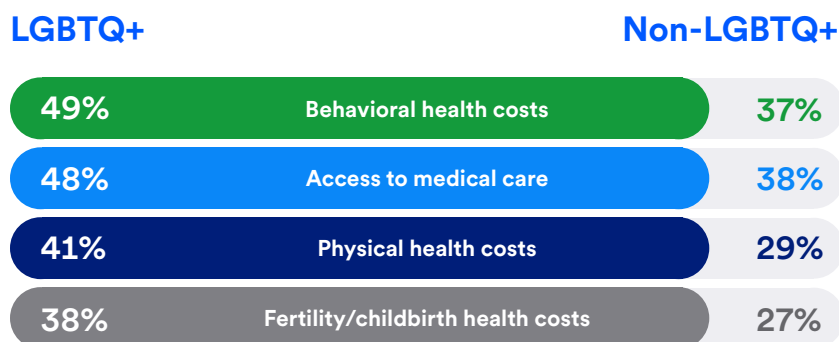 LGBTQ+ Non-LGBTQ+
49% Behavioral health costs 37%
48% Access to medical care 38%
41% Physical health costs 29%
38% Fertility/childbirth health costs 27%